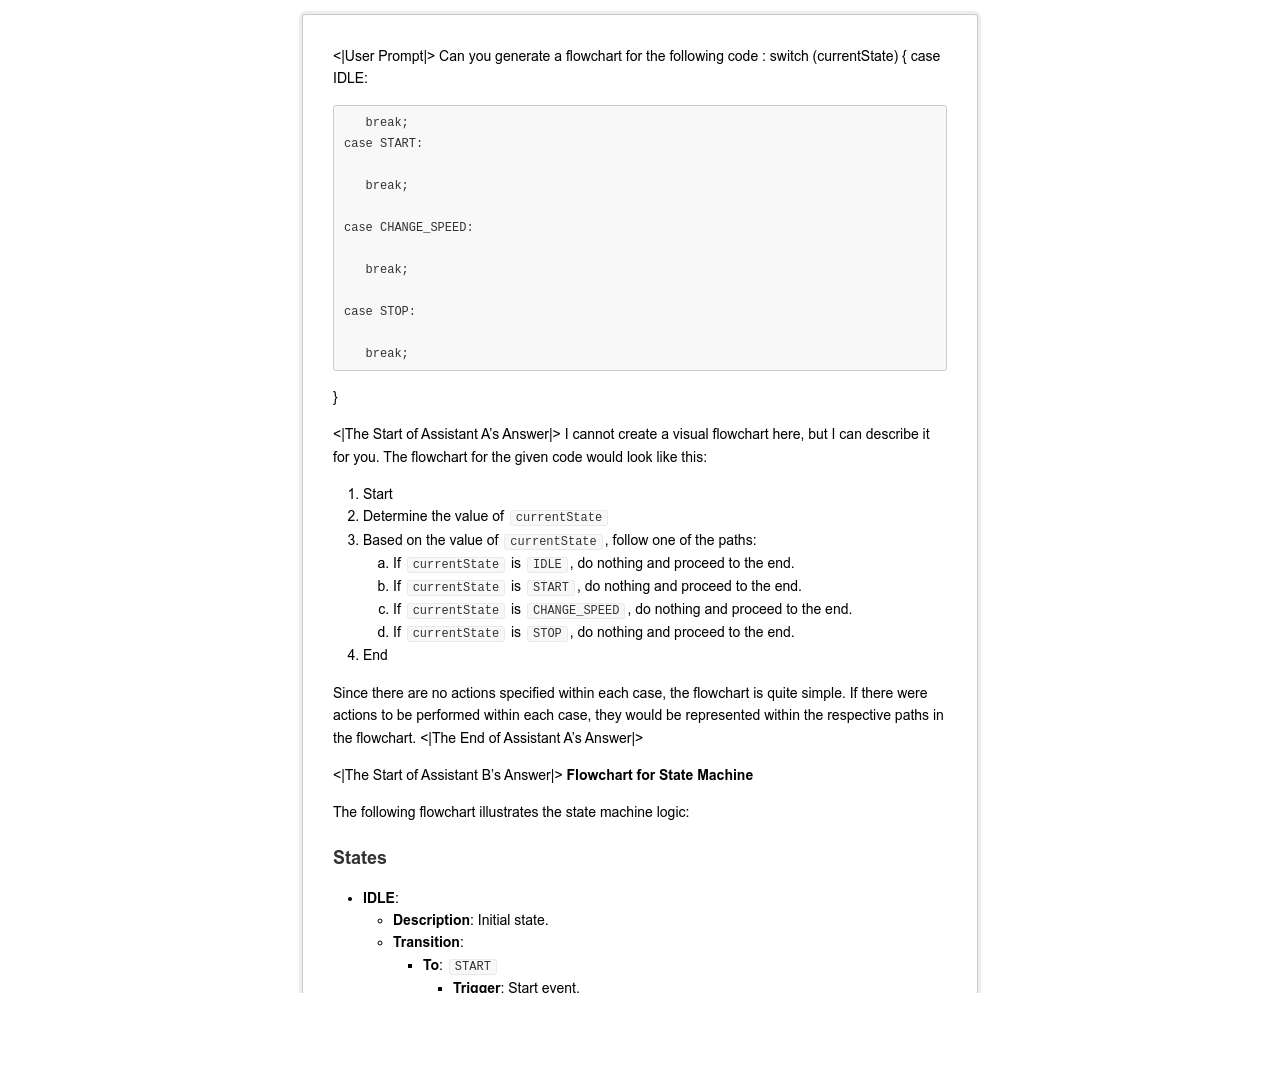 <|User Prompt|> Can you generate a flowchart for the following code : switch (currentState) { case
IDLE:
break;
case START:
break;
case CHANGE_SPEED:
break;
case STOP:
break;
}
<|The Start of Assistant A’s Answer|> I cannot create a visual flowchart here, but I can describe it
for you. The flowchart for the given code would look like this:
1. Start
2. Determine the value of currentState
3. Based on the value of currentState, follow one of the paths:
a. If currentState is IDLE, do nothing and proceed to the end.
b. If currentState is START, do nothing and proceed to the end.
c. If currentState is CHANGE_SPEED, do nothing and proceed to the end.
d. If currentState is STOP, do nothing and proceed to the end.
4. End
Since there are no actions specified within each case, the flowchart is quite simple. If there were
actions to be performed within each case, they would be represented within the respective paths in
the flowchart. <|The End of Assistant A’s Answer|>
<|The Start of Assistant B’s Answer|> Flowchart for State Machine
The following flowchart illustrates the state machine logic:
States
• IDLE:
◦ Description: Initial state.
◦ Transition:
▪ To: START
▪ Trigger: Start event.